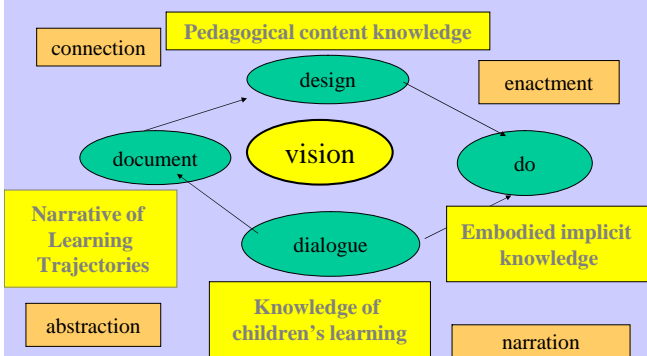 Pedagogical content knowledge
connection
design
enactment
document
vision
do
Narrative of
Learning
Trajectories
dialogue
Embodied implicit
knowledge
Knowledge of
children's learning
abstraction
narration